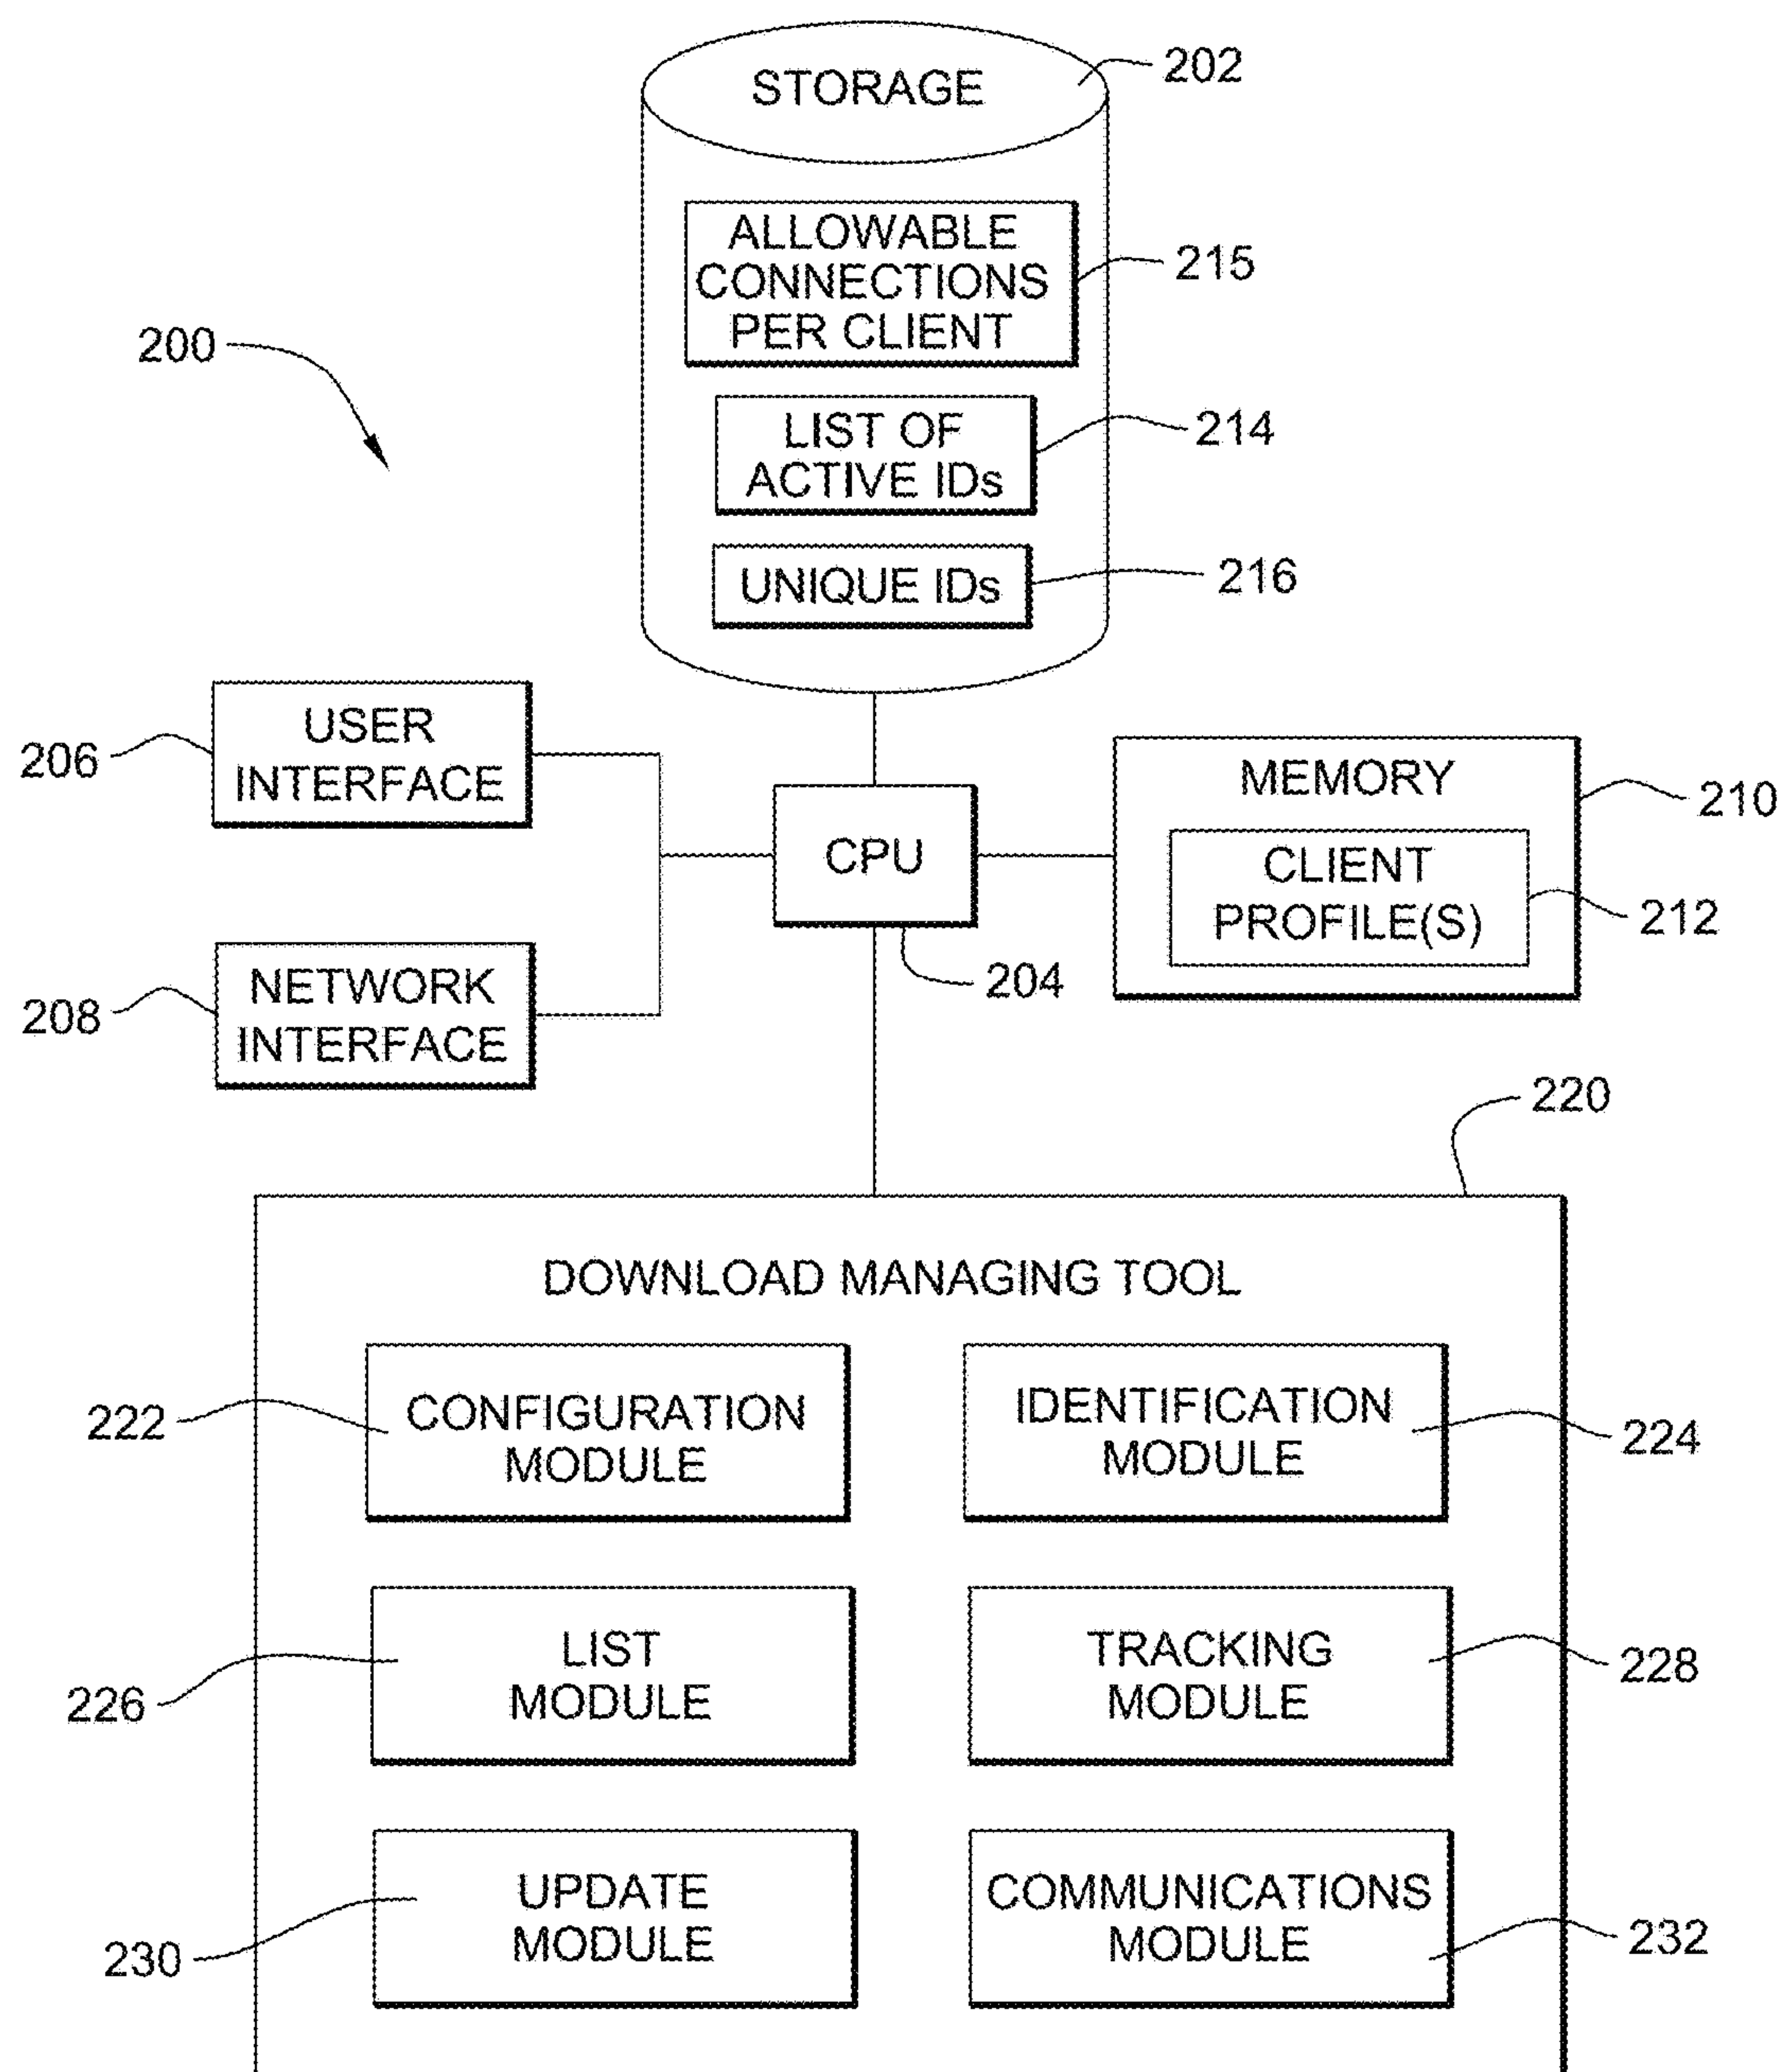 STORAGE
202
ALLOWABLE
CONNECTIONS
PER CLIENT
215
200
LIST OF
ACTIVE IDs
214
UNIQUE IDs
216
USER
INTERFACE
206
MEMORY
210
CPU
204
CLIENT
PROFILE(S)
212
NETWORK
INTERFACE
208
220
DOWNLOAD MANAGING TOOL
222
CONFIGURATION
MODULE
IDENTIFICATION
MODULE
224
226
LIST
MODULE
TRACKING
MODULE
228
230
UPDATE
MODULE
COMMUNICATIONS
MODULE
232